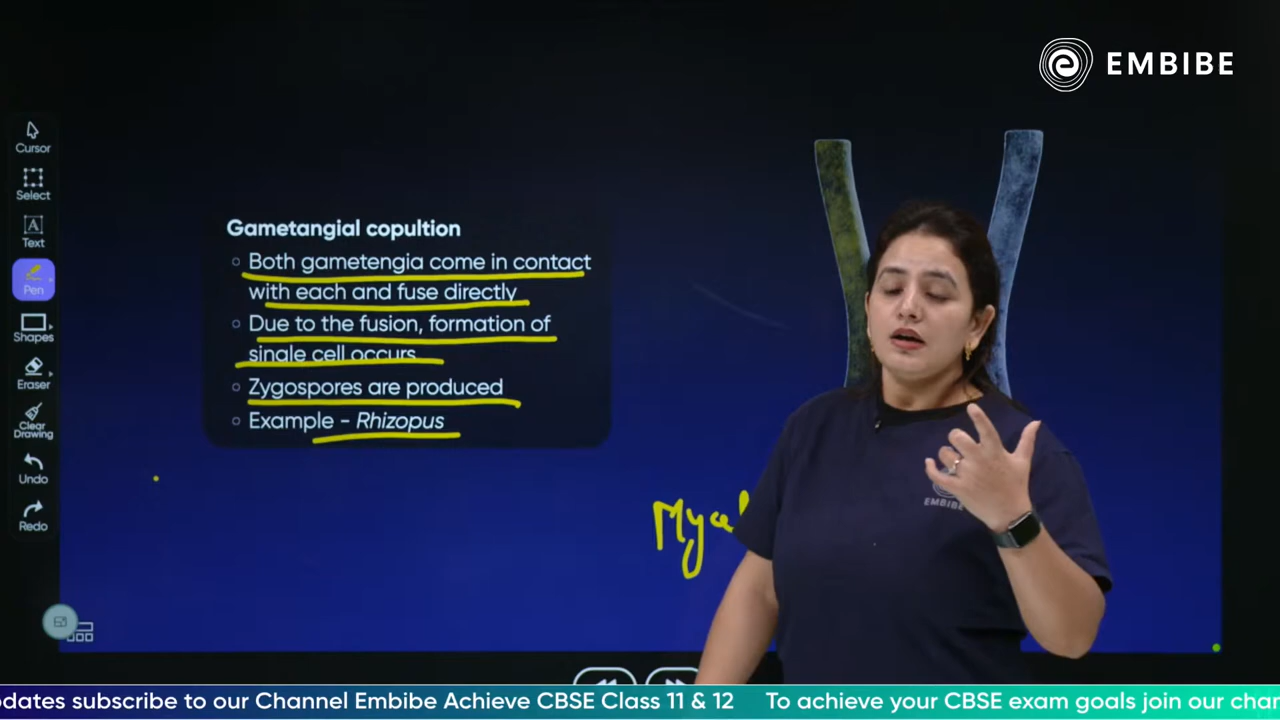 EMBIBE
Cursor
Select
A
Text
Pen
Shapes
Eraser
Clear
Drawing
Undo
Redo
Gametangial copultion
Both gametengia come in contact
with each and fuse directly
Due to the fusion, formation of
single cell occurs
Zygospores are produced
Example - Rhizopus
EMBIBE
dates subscribe to our Channel Embibe Achieve CBSE Class 11 & 12 To achieve your CBSE exam goals join our chan